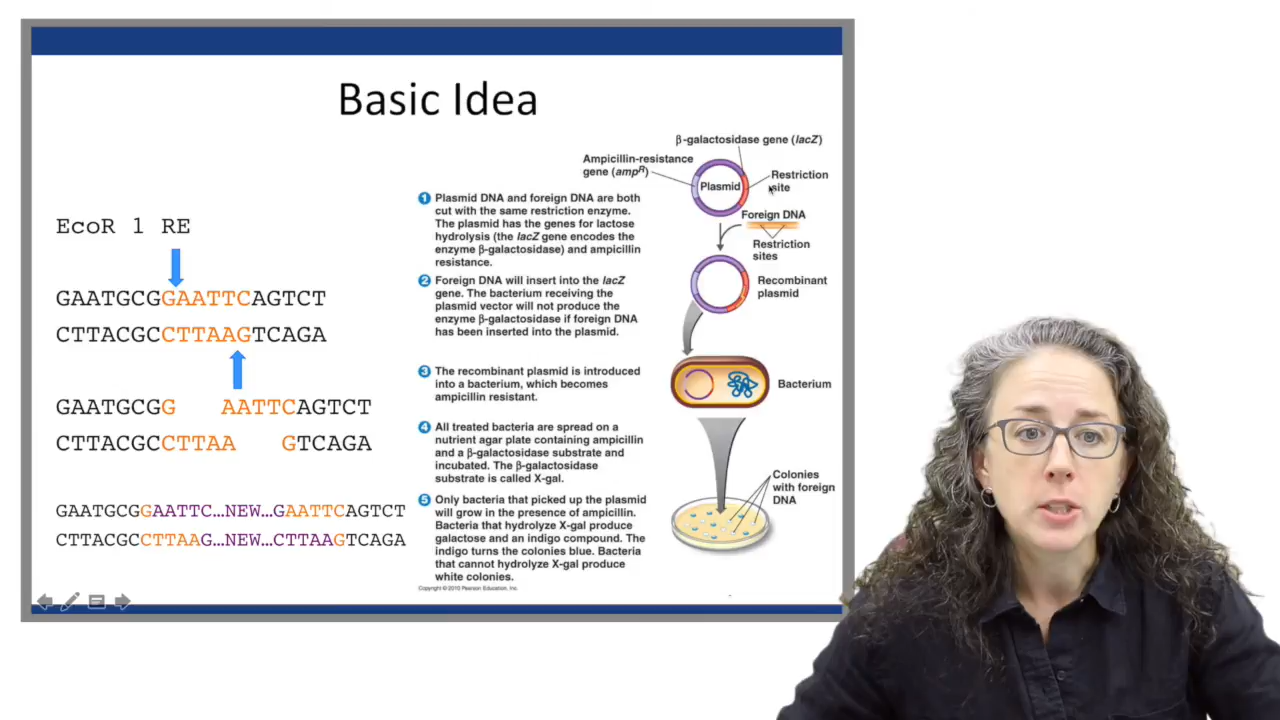 Basic Idea
EcoR 1 RE
GAATGCGGAATTCAGTCT
CTTACGCCTTAAGTCAGA
GAATGCGG AATTCAGTCT
CTTACGCCTTAA GTCAGA
GAATGCGGAATTC…NEW…GAATTCAGTCT
CTTACGCCTTAAG…NEW…CTTAAGTCAGA
1 Plasmid DNA and foreign DNA are both
cut with the same restriction enzyme.
The plasmid has the genes for lactose
hydrolysis (the lacZ gene encodes the
enzyme β-galactosidase) and ampicillin
resistance.
2 Foreign DNA will insert into the lacZ
gene. The bacterium receiving the
plasmid vector will not produce the
enzyme β-galactosidase if foreign DNA
has been inserted into the plasmid.
3 The recombinant plasmid is introduced
into a bacterium, which becomes
ampicillin resistant.
4 All treated bacteria are spread on a
nutrient agar plate containing ampicillin
and a β-galactosidase substrate and
incubated. The β-galactosidase
substrate is called X-gal.
5 Only bacteria that picked up the plasmid
will grow in the presence of ampicillin.
Bacteria that hydrolyze X-gal produce
galactose and an indigo compound. The
indigo turns the colonies blue. Bacteria
that cannot hydrolyze X-gal produce
white colonies.
Copyright © 2010 Pearson Education, Inc.
β-galactosidase gene (lacZ)
Ampicillin-resistance
gene (ampR)
Plasmid
Restriction
site
Foreign DNA
Restriction
sites
Recombinant
plasmid
Bacterium
Colonies
with foreign
DNA